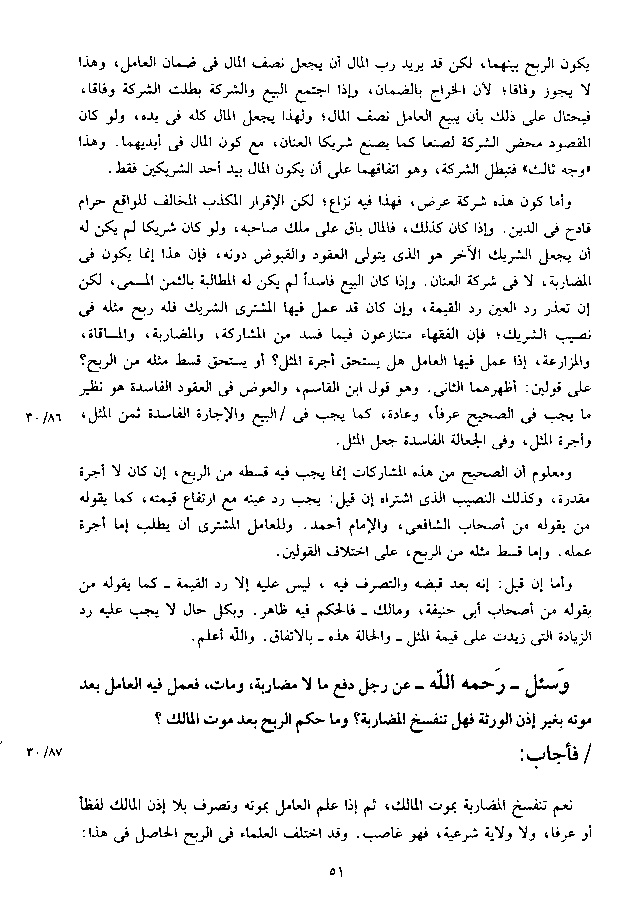 يكون الربح بينهما، لكن قد يريد رب المال أن يجعل نصف المال فى ضمان العامل، وهذا
لا يجوز وفاقا؛ لأن الخراج بالضمان، وإذا اجتمع البيع والشركة بطلت الشركة وفاقا،
فيحتال على ذلك بأن يبيع العامل نصف المال؛ ولهذا يجعل المال كله فى يده، ولو كان
المقصود محض الشركة لصنعا كما يصنع شريكا العنان، مع كون المال فى أيديهما. وهذا
«وجه ثالث» فتبطل الشركة، وهو اتفاقهما على أن يكون المال بيد أحد الشريكين فقط.
وأما كون هذه شركة عرض، فهذا فيه نزاع؛ لكن الإقرار المكذب المخالف للواقع حرام
قادح فى الدين. وإذا كان كذلك، فالمال باق على ملك صاحبه، ولو كان شريكا لم يكن له
أن يجعل الشريك الآخر هو الذى يتولى العقود والقبوض دونه، فإن هذا إنما يكون فى
المضاربة، لا فى شركة العنان. وإذا كان البيع فاسداً لم يكن له المطالبة بالثمن المسمى، لكن
إن تعذر رد العين رد القيمة، وإن كان قد عمل فيها المشترى الشريك فله ربح مثله فى
نصيب الشريك؛ فإن الفقهاء متنازعون فيما فسد من المشاركة، والمضاربة، والمساقاة،
والمزارعة، إذا عمل فيها العامل هل يستحق أجرة المثل؟ أو يستحق قسط مثله من الربح؟
على قولين: أظهرهما الثانى. وهو قول ابن القاسم، والعوض فى العقود الفاسدة هو نظير
ما يجب فى الصحيح عرفاً، وعادة، كما يجب فى /البيع والإجارة الفاسدة ثمن المثل، ٣٠/٨٦
وأجرة المثل، وفى الجعالة الفاسدة جعل المثل.
ومعلوم أن الصحيح من هذه المشاركات إنما يجب فيه قسطه من الربح، إن كان لا أجرة
مقدرة، وكذلك النصيب الذى اشتراه إن قيل: يجب رد عينه مع ارتفاع قيمته، كما يقوله
من يقوله من أصحاب الشافعى، والإمام أحمد. وللعامل المشترى أن يطلب إما أجرة
عمله. وإما قسط مثله من الربح، على اختلاف القولين.
وأما إن قيل: إنه بعد قبضه والتصرف فيه ، ليس عليه إلا رد القيمة ـ كما يقوله من
يقوله من أصحاب أبى حنيفة، ومالك ـ فالحكم فيه ظاهر. وبكل حال لا يجب عليه رد
الزيادة التى زيدت على قيمة المثل ـ والحالة هذه ـ بالاتفاق. والله أعلم.
وَسئل ـ رَحمه اللّه ـ عن رجل دفع ما لا مضاربة، ومات، فعمل فيه العامل بعد
موته بغير إذن الورثة فهل تنفسخ المضاربة؟ وما حكم الربح بعد موت المالك ؟
/ فأجاب: ٣٠/٨٧
نعم تنفسخ المضاربة بموت المالك، ثم إذا علم العامل بموته وتصرف بلا إذن المالك لفظاً
أو عرفا، ولا ولاية شرعية، فهو غاصب. وقد اختلف العلماء فى الربح الحاصل فى هذا:
٥١